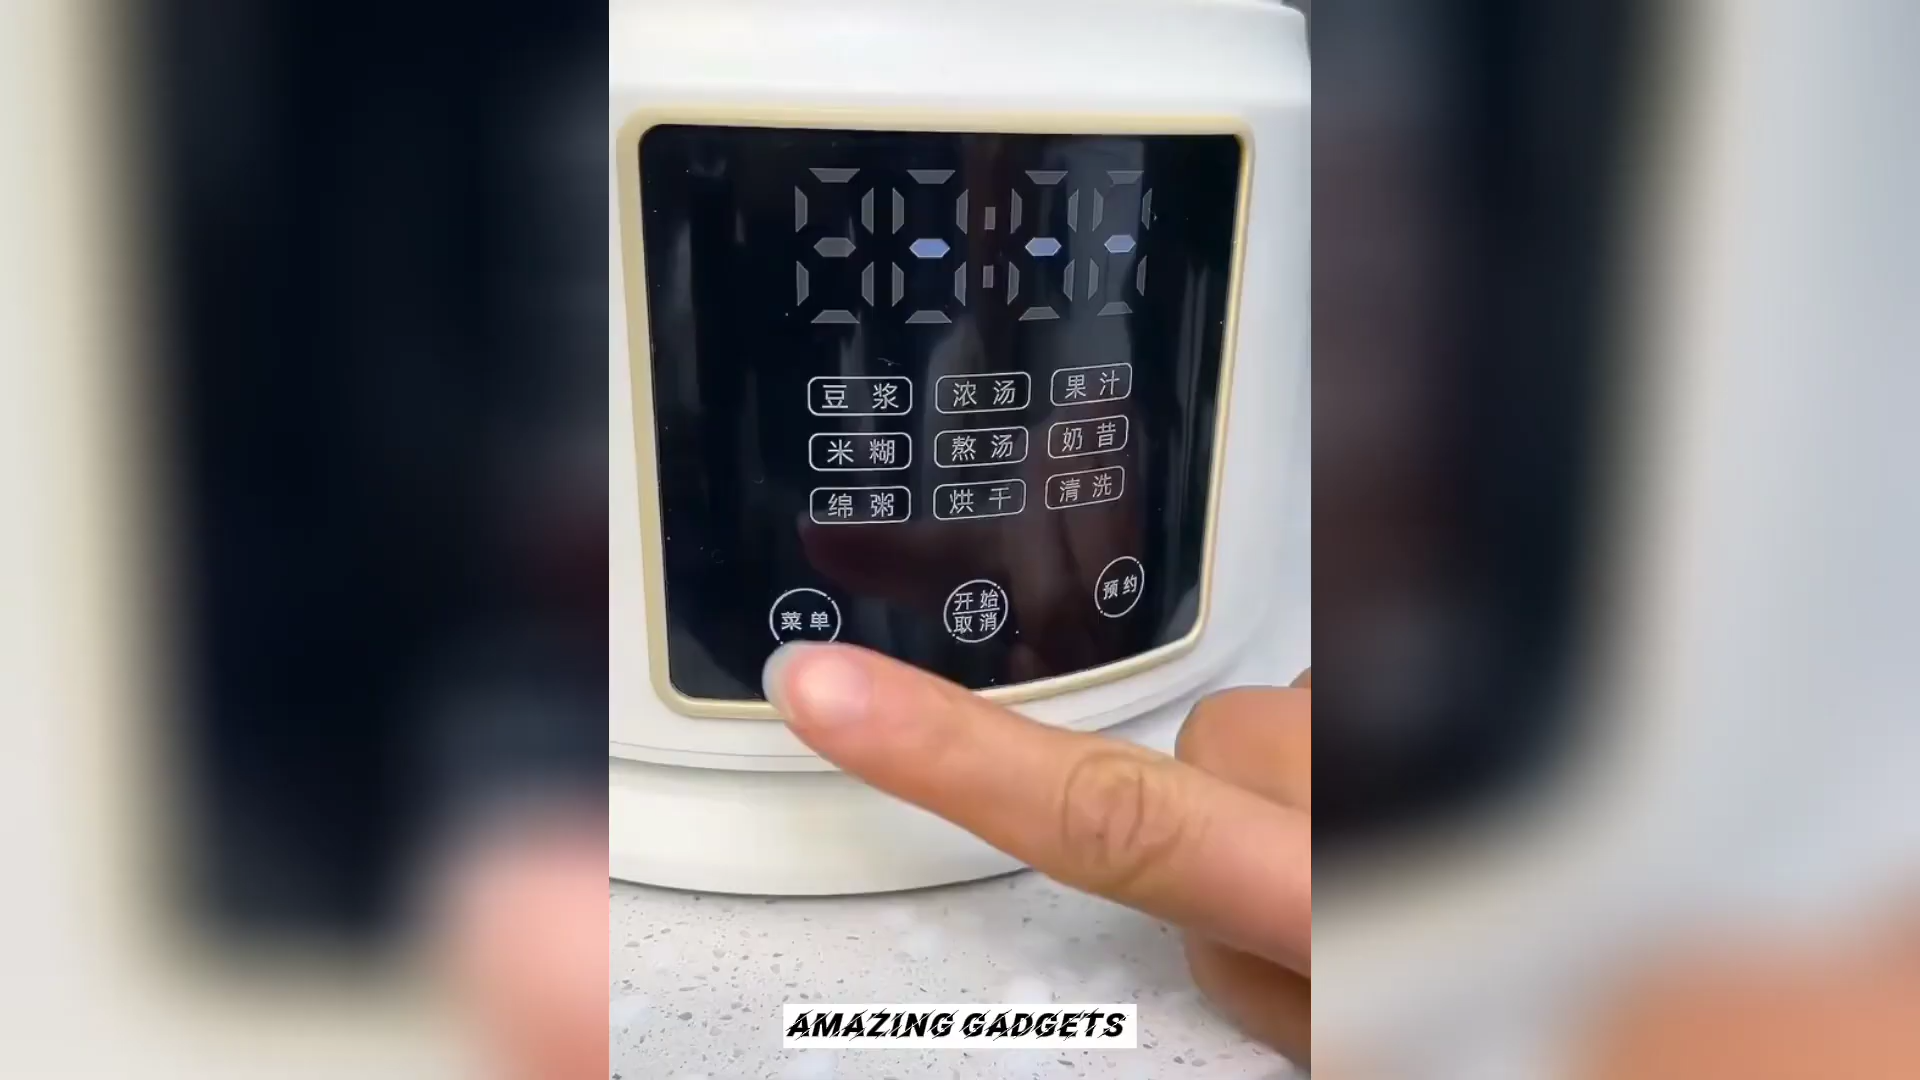 豆浆 浓汤 果汁
米糊 熬汤 奶昔
绵粥 烘干 清洗
菜单 开始 取消 预约
AMAZING GADGETS